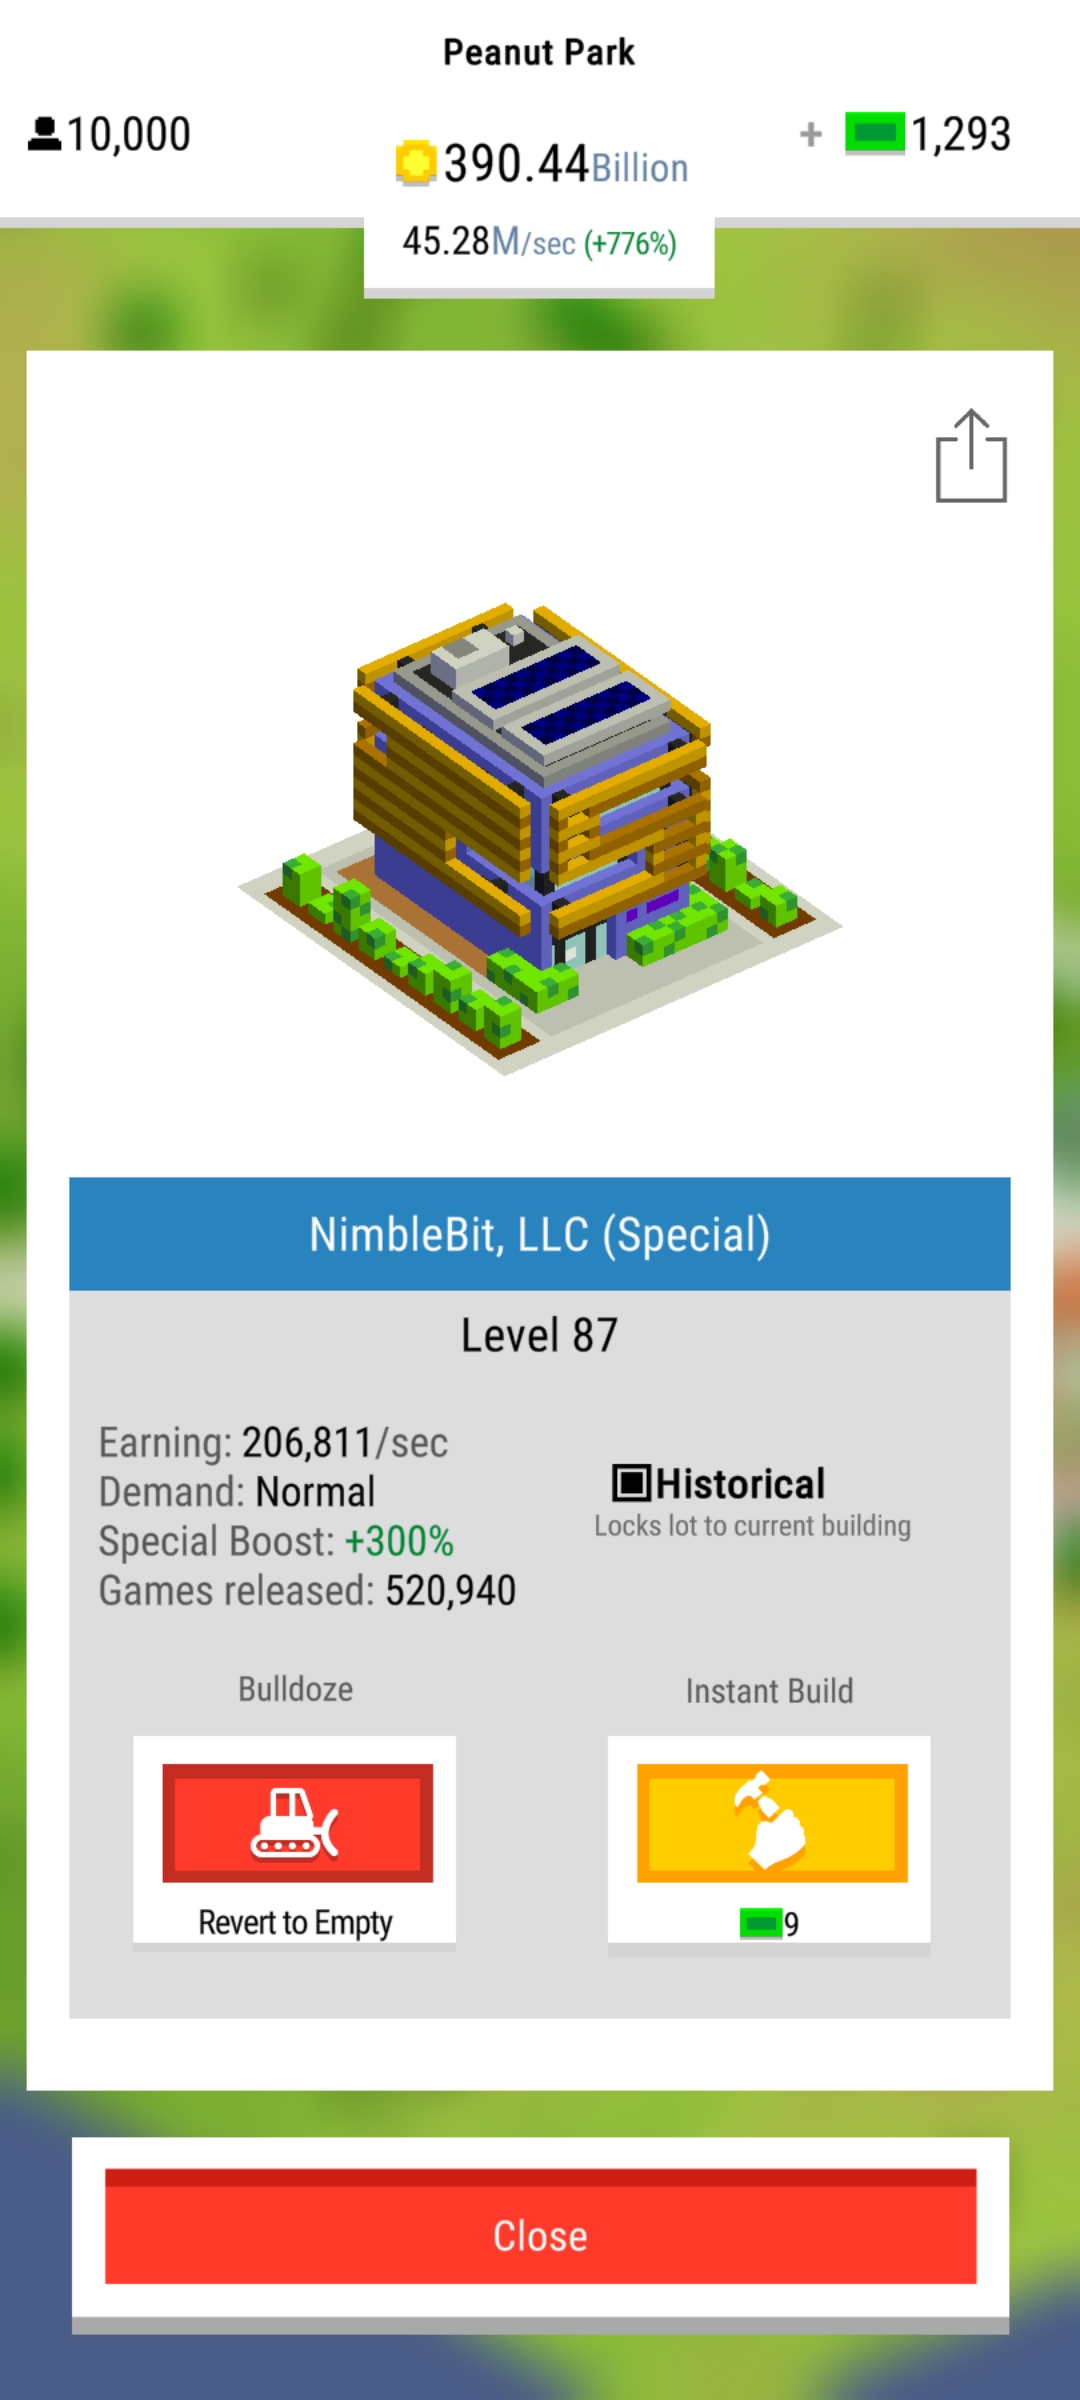 Peanut Park
10,000
390.44Billion
+ 1,293
45.28M/sec (+776%)
NimbleBit, LLC (Special)
Level 87
Earning: 206,811/sec
Demand: Normal
Special Boost: +300%
Games released: 520,940
Historical
Locks lot to current building
Bulldoze
Revert to Empty
Instant Build
9
Close